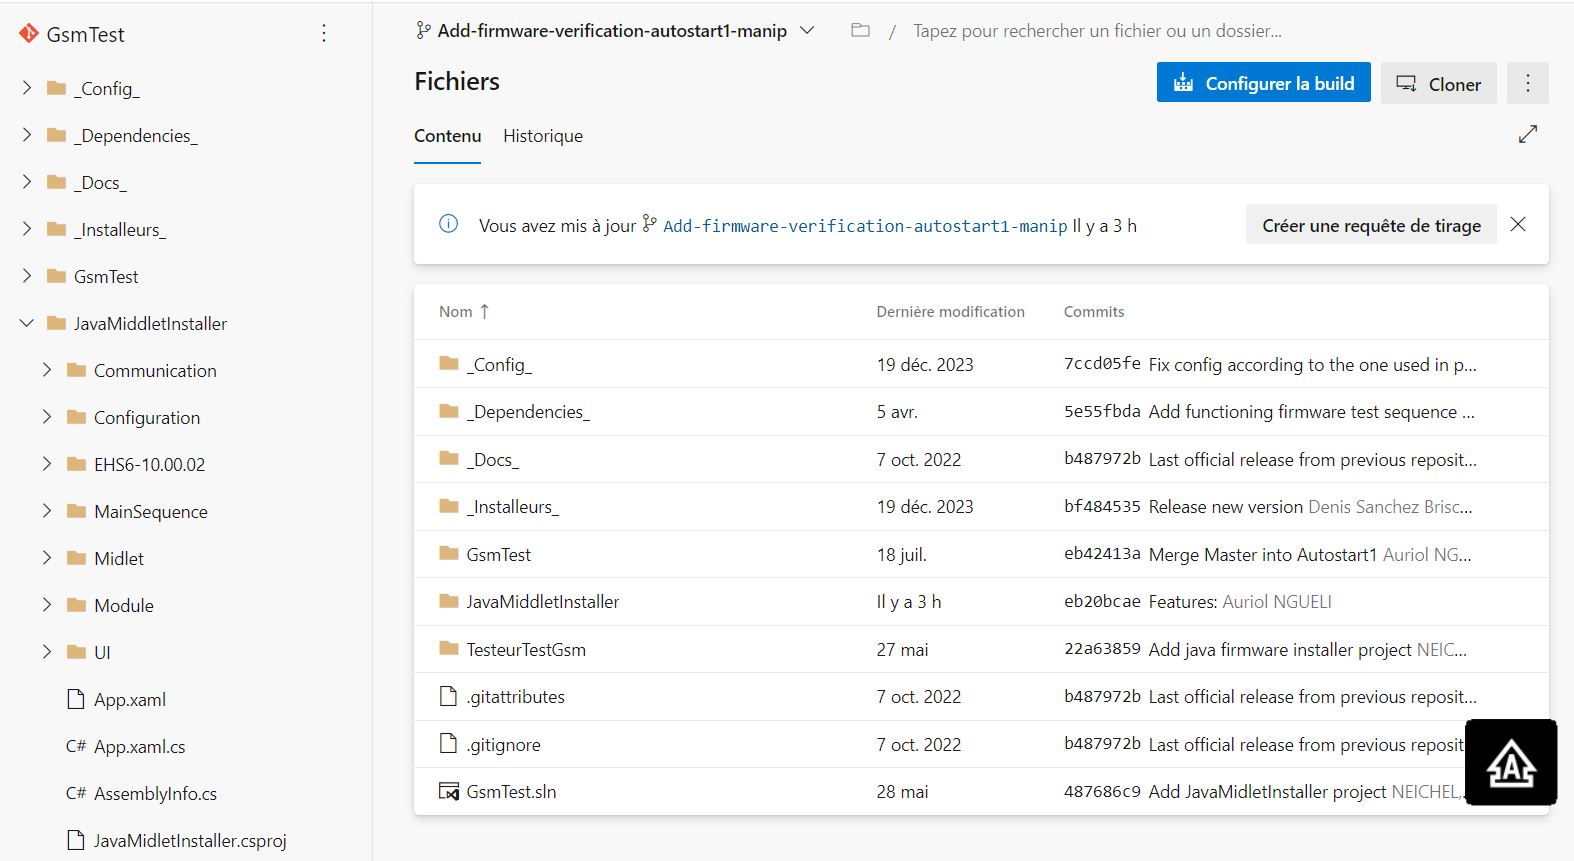 GsmTest
_Config_
_Dependencies_
_Docs_
_Installeurs_
GsmTest
JavaMiddletInstaller
Communication
Configuration
EHS6-10.00.02
MainSequence
Midlet
Module
UI
App.xaml
C# App.xaml.cs
C# AssemblyInfo.cs
JavaMidletInstaller.csproj
Add-firmware-verification-autostart1-manip / Tapez pour rechercher un fichier ou un dossier...
Fichiers
Configurer la build
Cloner
Contenu Historique
Vous avez mis à jour Add-firmware-verification-autostart1-manip Il y a 3 h
Créer une requête de tirage
Nom ↑ Dernière modification Commits
_Config_ 19 déc. 2023 7ccd05fe Fix config according to the one used in p...
_Dependencies_ 5 avr. 5e55fbda Add functioning firmware test sequence ...
_Docs_ 7 oct. 2022 b487972b Last official release from previous reposit...
_Installeurs_ 19 déc. 2023 bf484535 Release new version Denis Sanchez Brisc...
GsmTest 18 juil. eb42413a Merge Master into Autostart1 Auriol NG...
JavaMiddletInstaller Il y a 3 h eb20bcae Features: Auriol NGUELI
TesteurTestGsm 27 mai 22a63859 Add java firmware installer project NEIC...
.gitattributes 7 oct. 2022 b487972b Last official release from previous reposit...
.gitignore 7 oct. 2022 b487972b Last official release from previous reposit
GsmTest.sln 28 mai 487686c9 Add JavaMidletInstaller project NEICHEL,
A